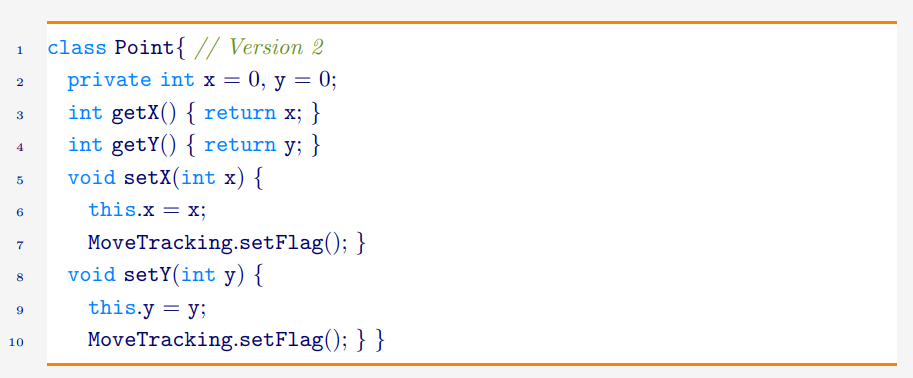 1 class Point{ // Version 2
2 private int x = 0, y = 0;
3 int getX() { return x; }
4 int getY() { return y; }
5 void setX(int x) {
6 this.x = x;
7 MoveTracking.setFlag(); }
8 void setY(int y) {
9 this.y = y;
10 MoveTracking.setFlag(); } }